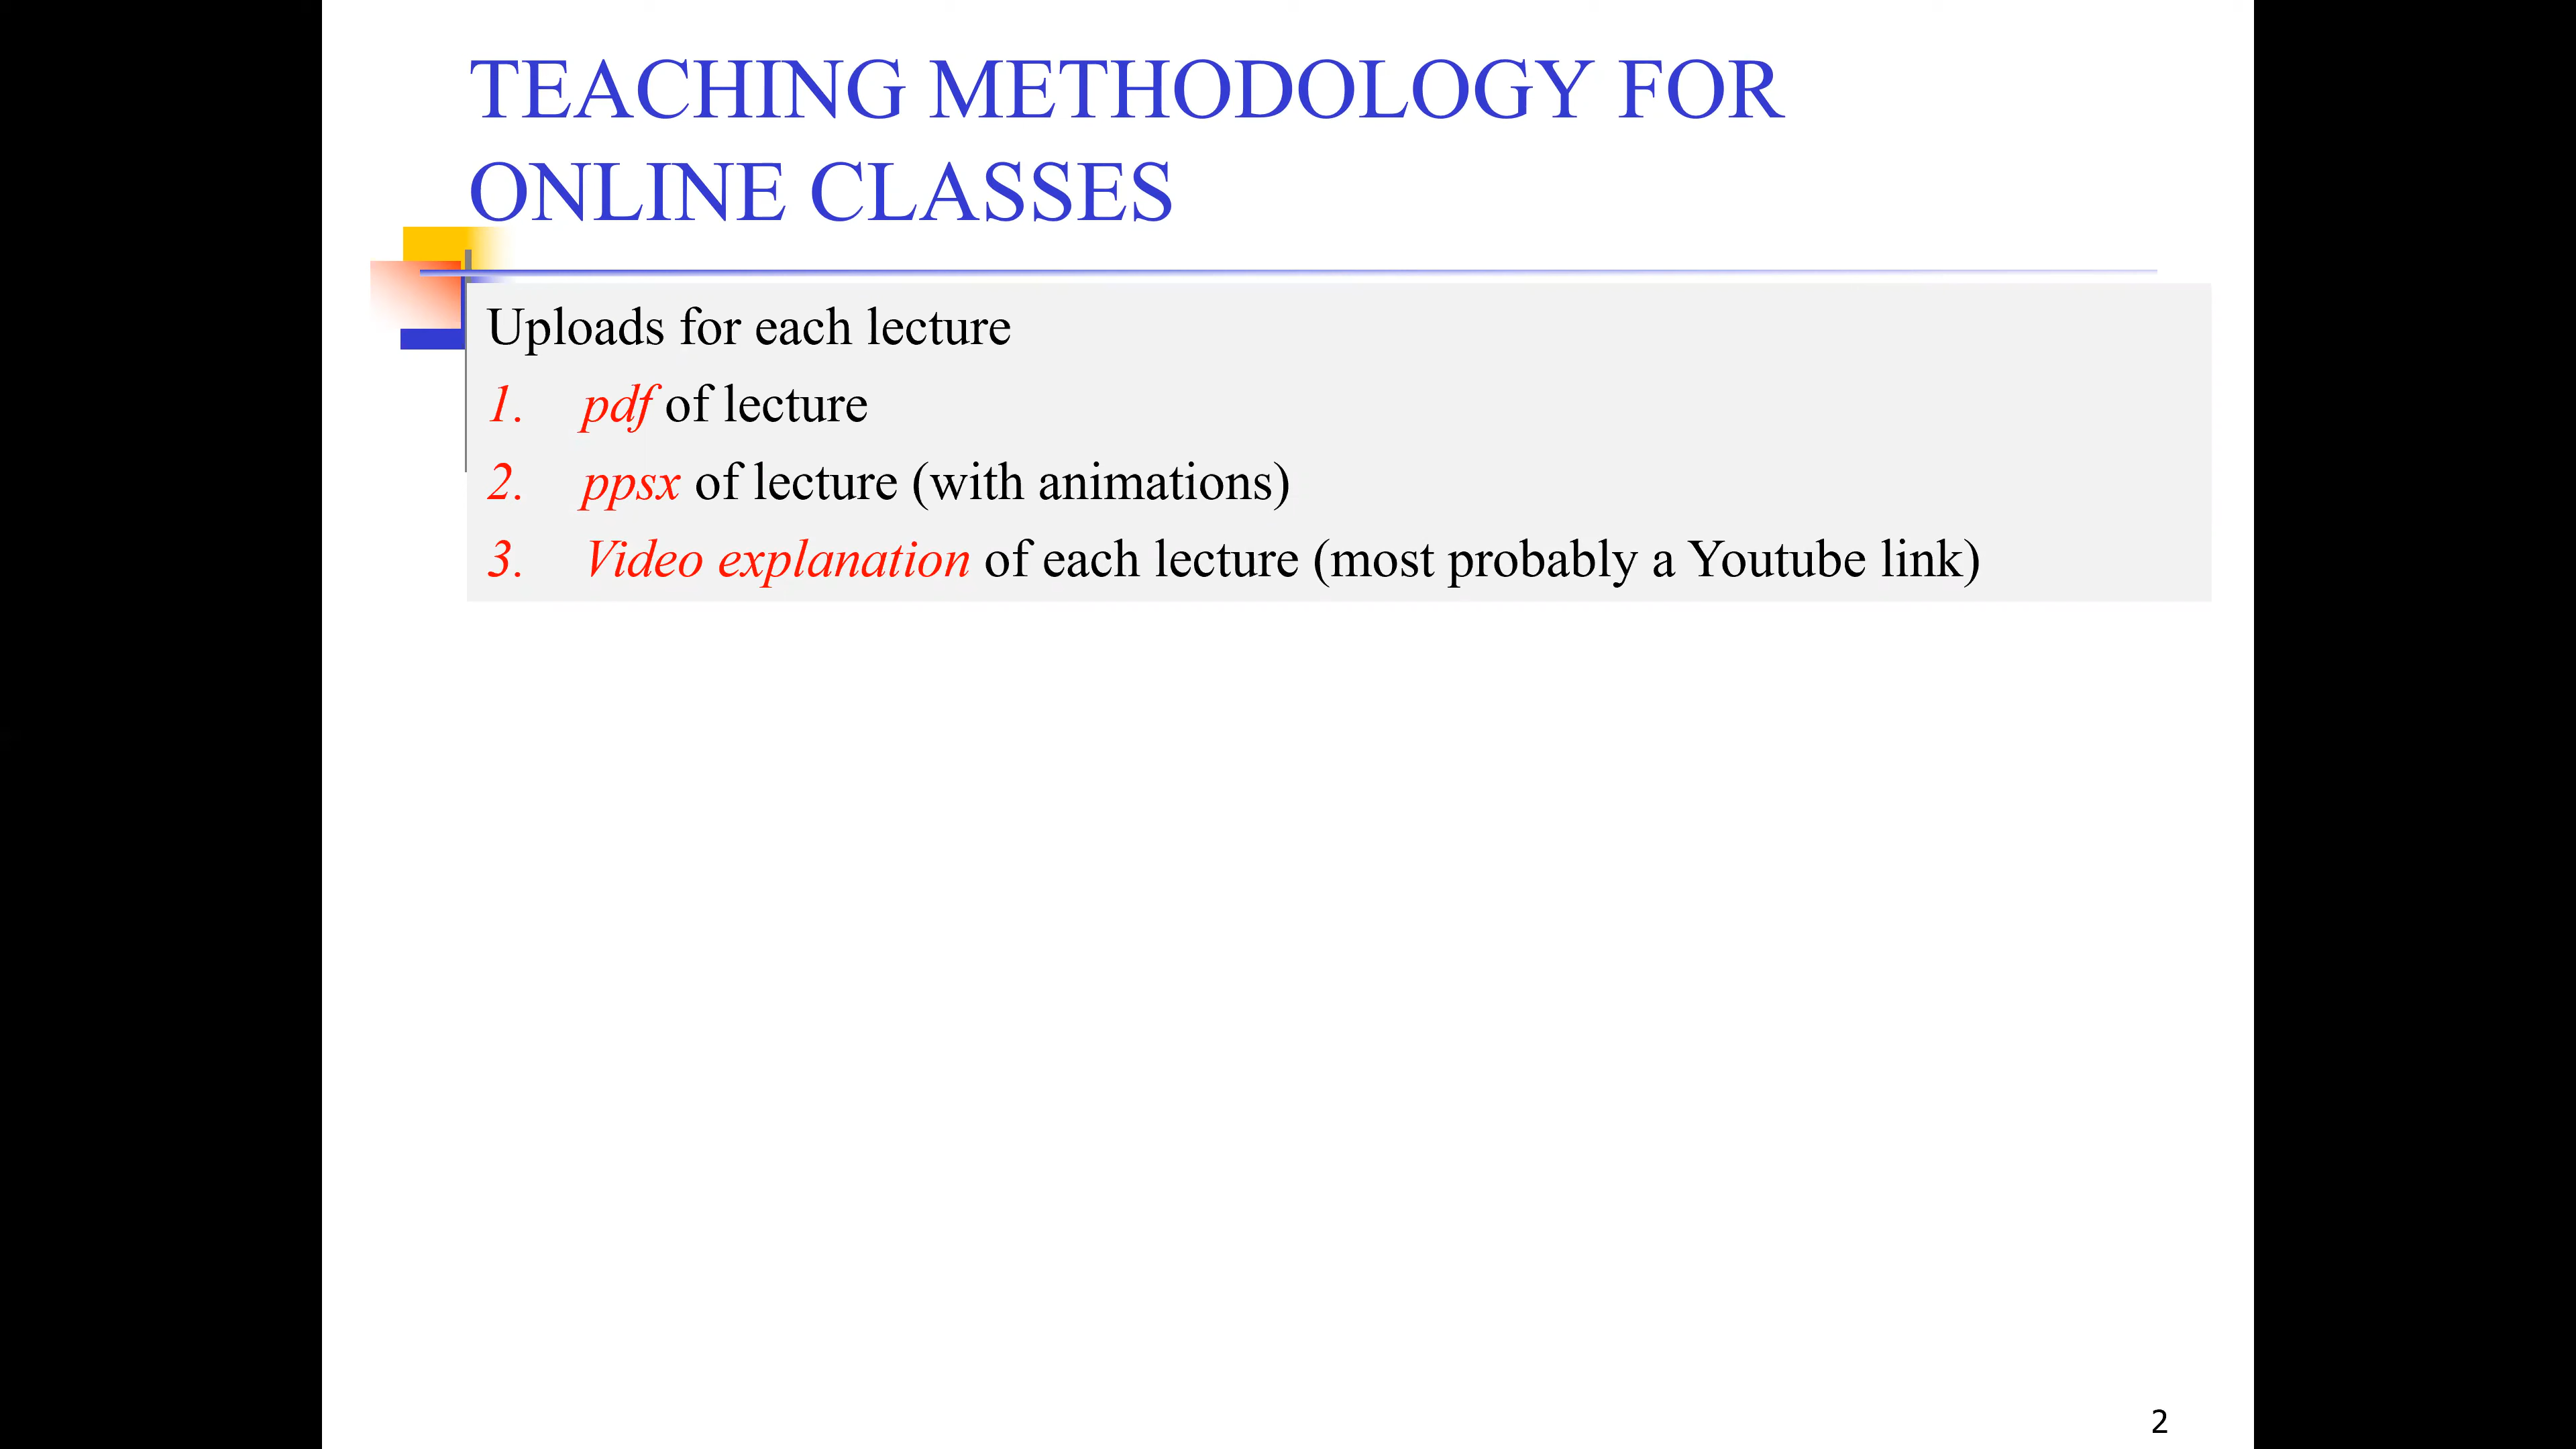 TEACHING METHODOLOGY FOR
ONLINE CLASSES
Uploads for each lecture
1. pdf of lecture
2. ppsx of lecture (with animations)
3. Video explanation of each lecture (most probably a Youtube link)
2